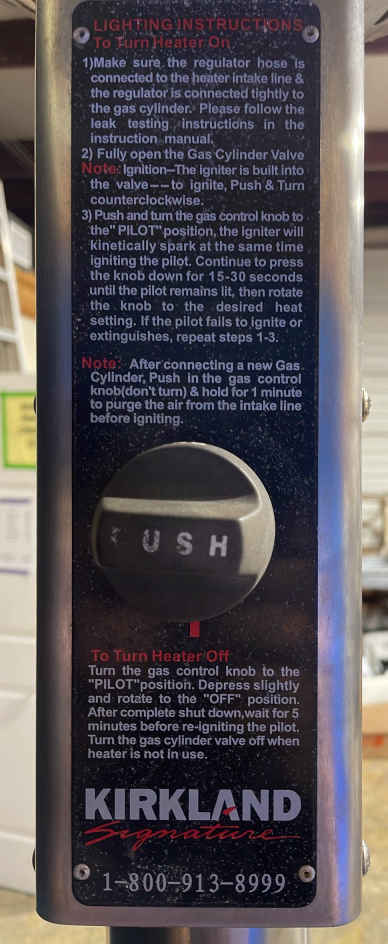 LIGHTING INSTRUCTIONS
To Turn Heater On
1)Make sure the regulator hose is
connected to the heater intake line &
the regulator is connected tightly to
the gas cylinder. Please follow the
leak testing instructions in the
instruction manual.
2) Fully open the Gas Cylinder Valve
Note: Ignition–The igniter is built into
the valve––to ignite, Push & Turn
counterclockwise.
3) Push and turn the gas control knob to
the"PILOT"position, the igniter will
kinetically spark at the same time
igniting the pilot. Continue to press
the knob down for 15-30 seconds
until the pilot remains lit, then rotate
the knob to the desired heat
setting. If the pilot fails to ignite or
extinguishes, repeat steps 1-3.
Note: After connecting a new Gas
Cylinder, Push in the gas control
knob(don't turn) & hold for 1 minute
to purge the air from the intake line
before igniting.
PUSH
To Turn Heater Off
Turn the gas control knob to the
"PILOT"position. Depress slightly
and rotate to the "OFF" position.
After complete shut down,wait for 5
minutes before re-igniting the pilot.
Turn the gas cylinder valve off when
heater is not in use.
KIRKLAND
Signature
1-800-913-8999